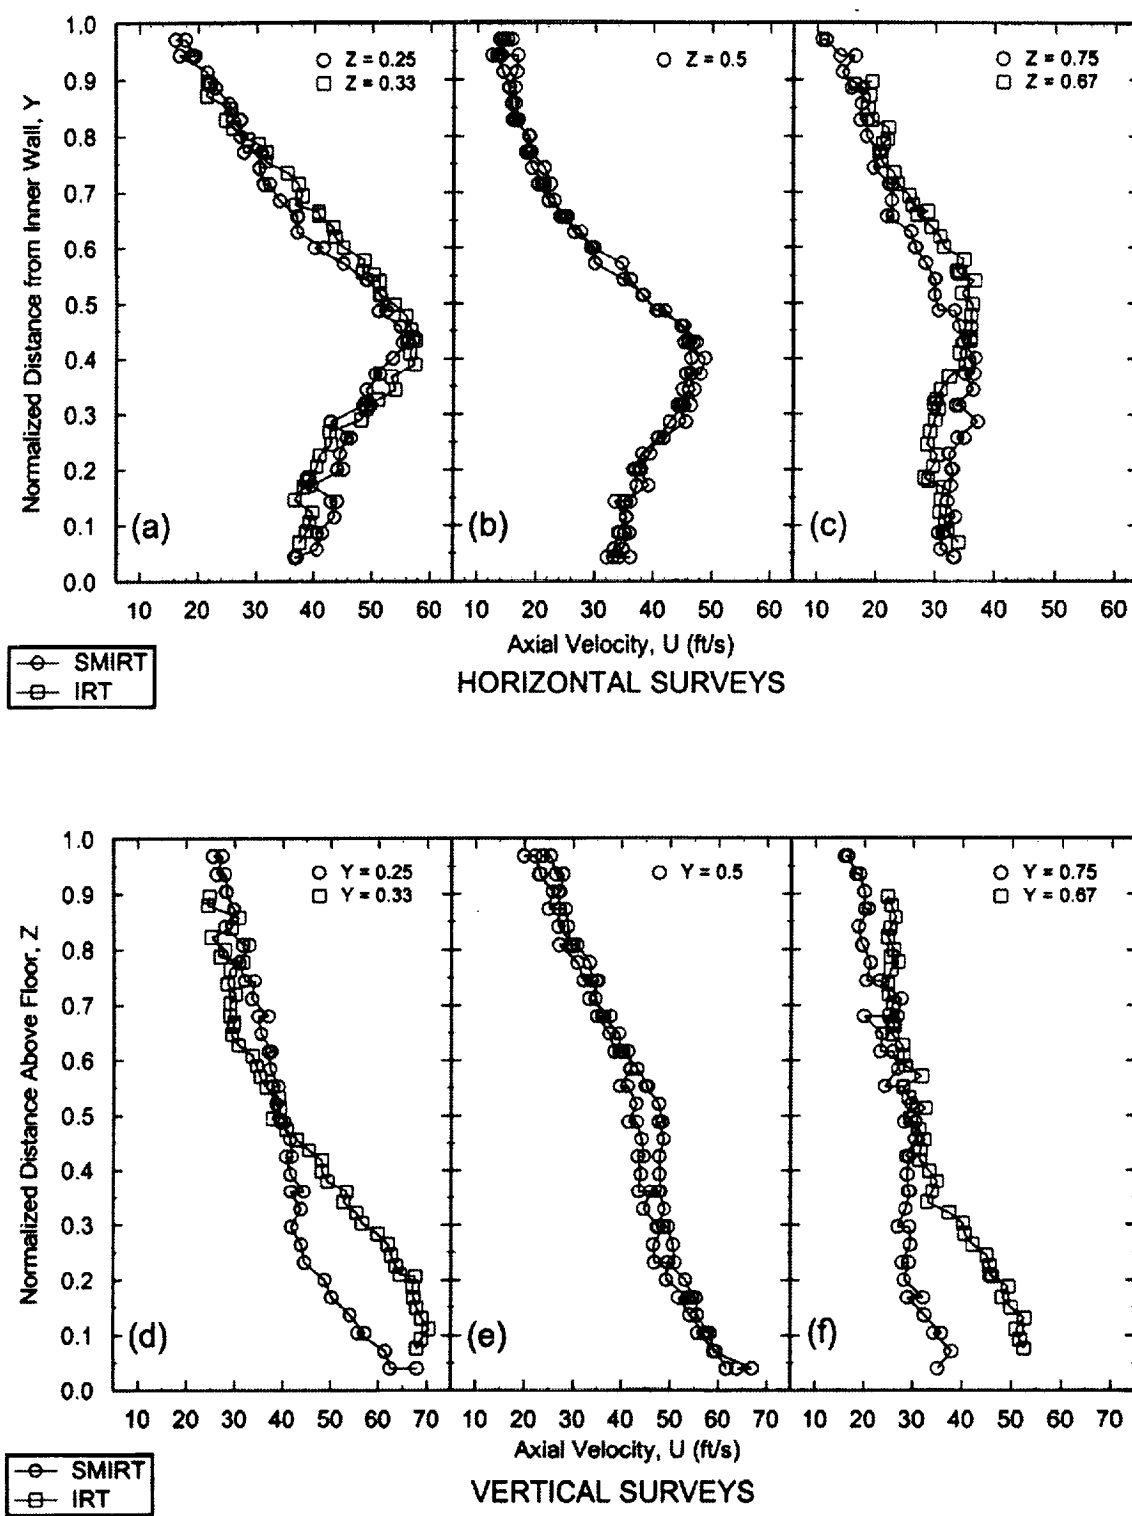 Normalized Distance from Inner Wall, Y
1.0
0.9
0.8
0.7
0.6
0.5
0.4
0.3
0.2
0.1
0.0
Z = 0.25
Z = 0.33
(a)
Z = 0.5
(b)
Z = 0.75
Z = 0.67
(c)
10 20 30 40 50 60 10 20 30 40 50 60 10 20 30 40 50 60
Axial Velocity, U (ft/s)
SMIRT
IRT
HORIZONTAL SURVEYS
Normalized Distance Above Floor, Z
1.0
0.9
0.8
0.7
0.6
0.5
0.4
0.3
0.2
0.1
0.0
Y = 0.25
Y = 0.33
(d)
Y = 0.5
(e)
Y = 0.75
Y = 0.67
(f)
10 20 30 40 50 60 70 10 20 30 40 50 60 70 10 20 30 40 50 60 70
Axial Velocity, U (ft/s)
SMIRT
IRT
VERTICAL SURVEYS